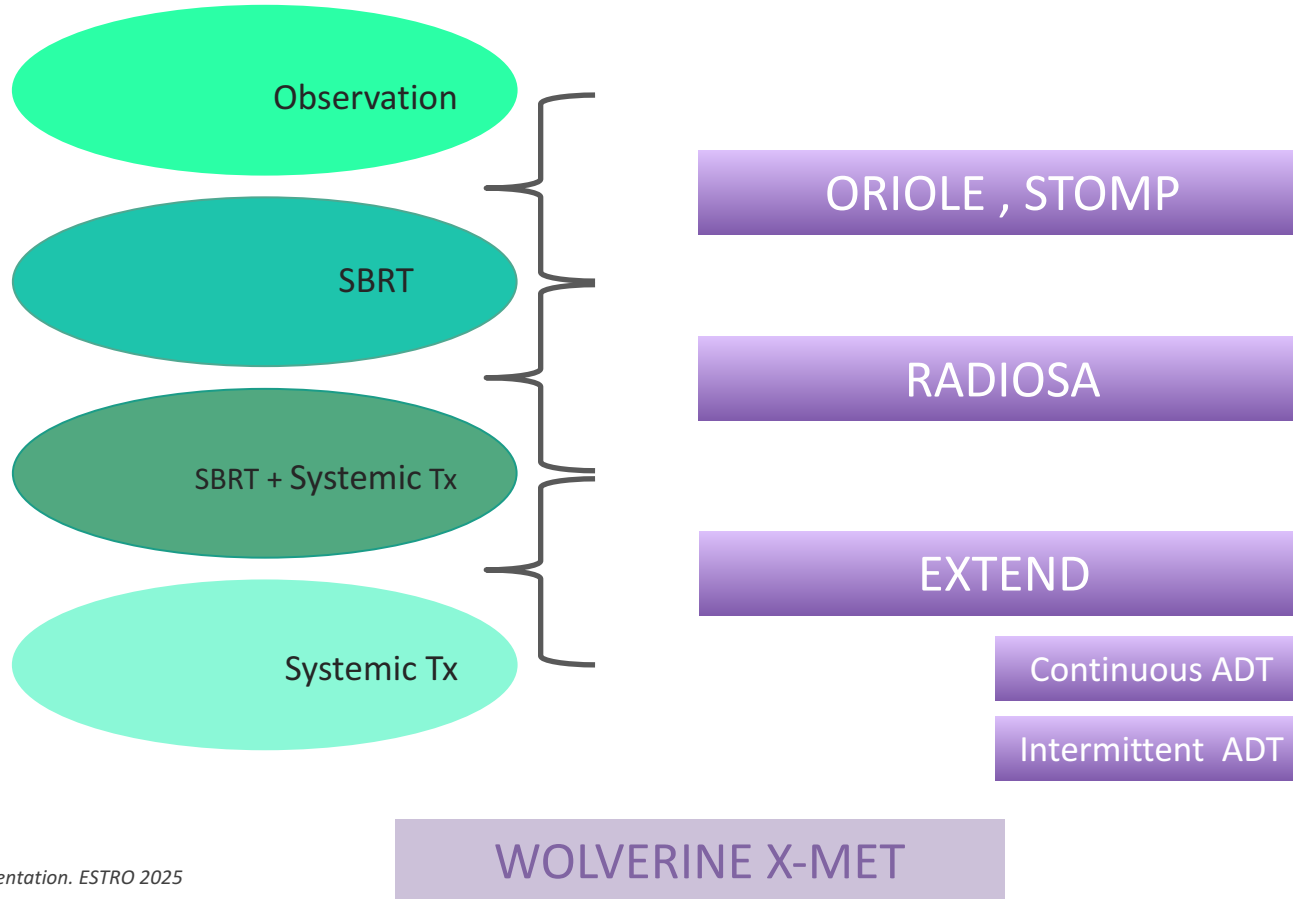 Observation
ORIOLE , STOMP
SBRT
RADIOSA
SBRT + Systemic Tx
EXTEND
Systemic Tx
Continuous ADT
Intermittent ADT
WOLVERINE X-MET
entation. ESTRO 2025